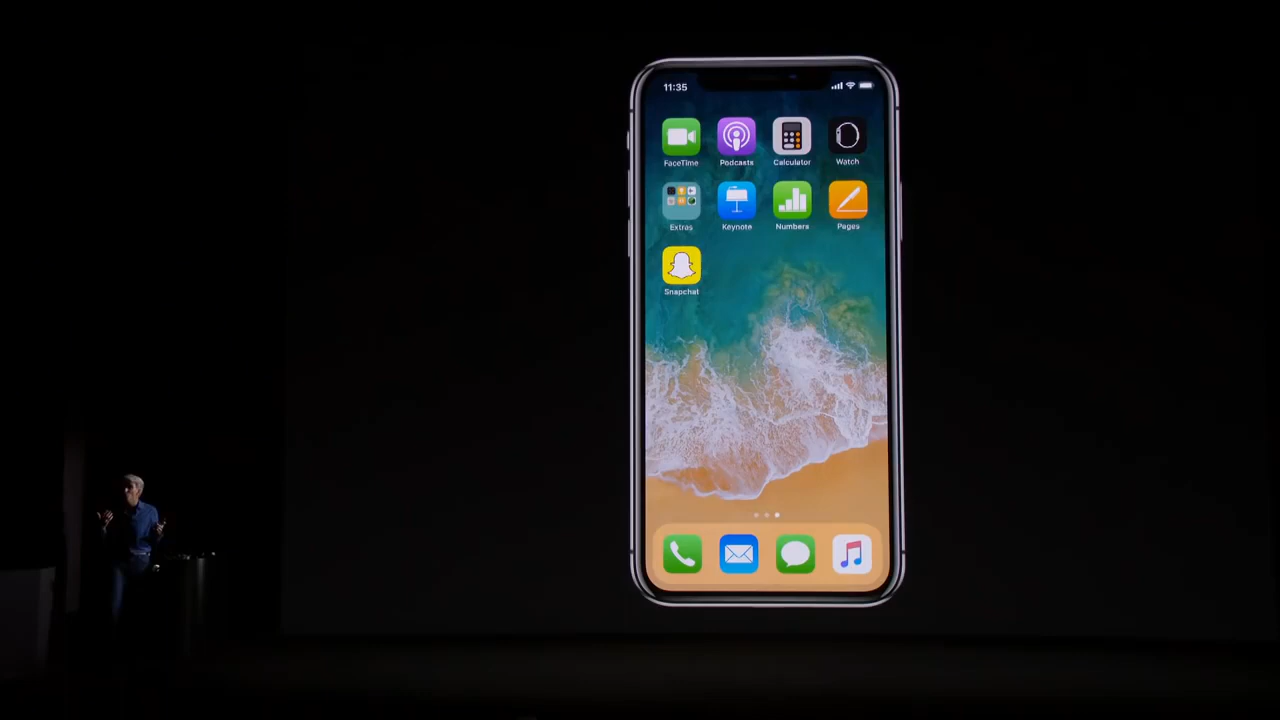 11:35
FaceTime Podcasts Calculator Watch
Extras Keynote Numbers Pages
Snapchat